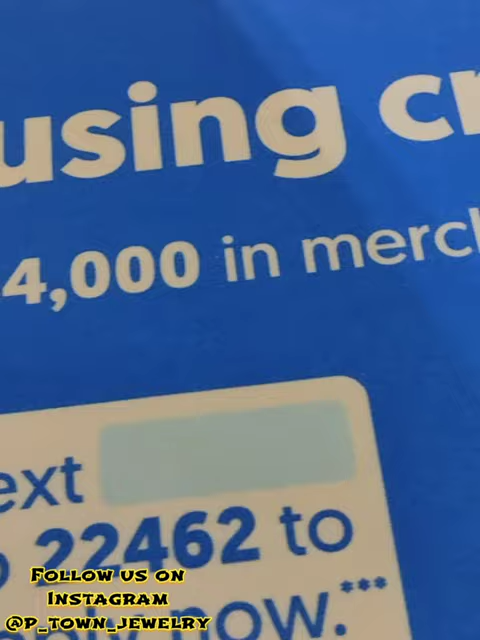 using cr
4,000 in merch
ext
22462 to
now.***
Follow us on
Instagram
@p_town_jewelry